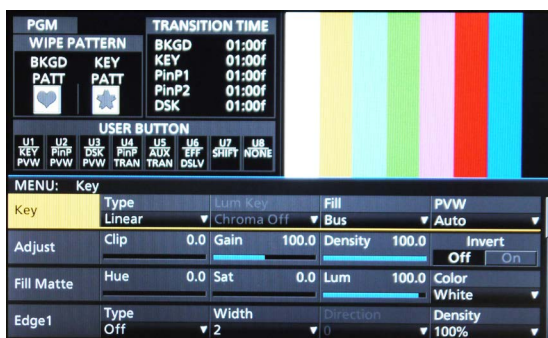 PGM
WIPE PATTERN
BKGD KEY
PATT PATT
TRANSITION TIME
BKGD 01:00f
KEY 01:00f
PinP1 01:00f
PinP2 01:00f
DSK 01:00f
USER BUTTON
U1 U2 U3 U4 U5 U6 U7 U8
KEY PinP DSK PinP AUX EFF SHIFT NONE
PVW PVW PVW TRAN TRAN DSLV
MENU: Key
Key
Type Lum Key Fill PVW
Linear Chroma Off Bus Auto
Adjust
Clip 0.0 Gain 100.0 Density 100.0 Invert
Off On
Fill Matte
Hue 0.0 Sat 0.0 Lum 100.0 Color
White
Edge1
Type Width Direction Density
Off 2 0 100%